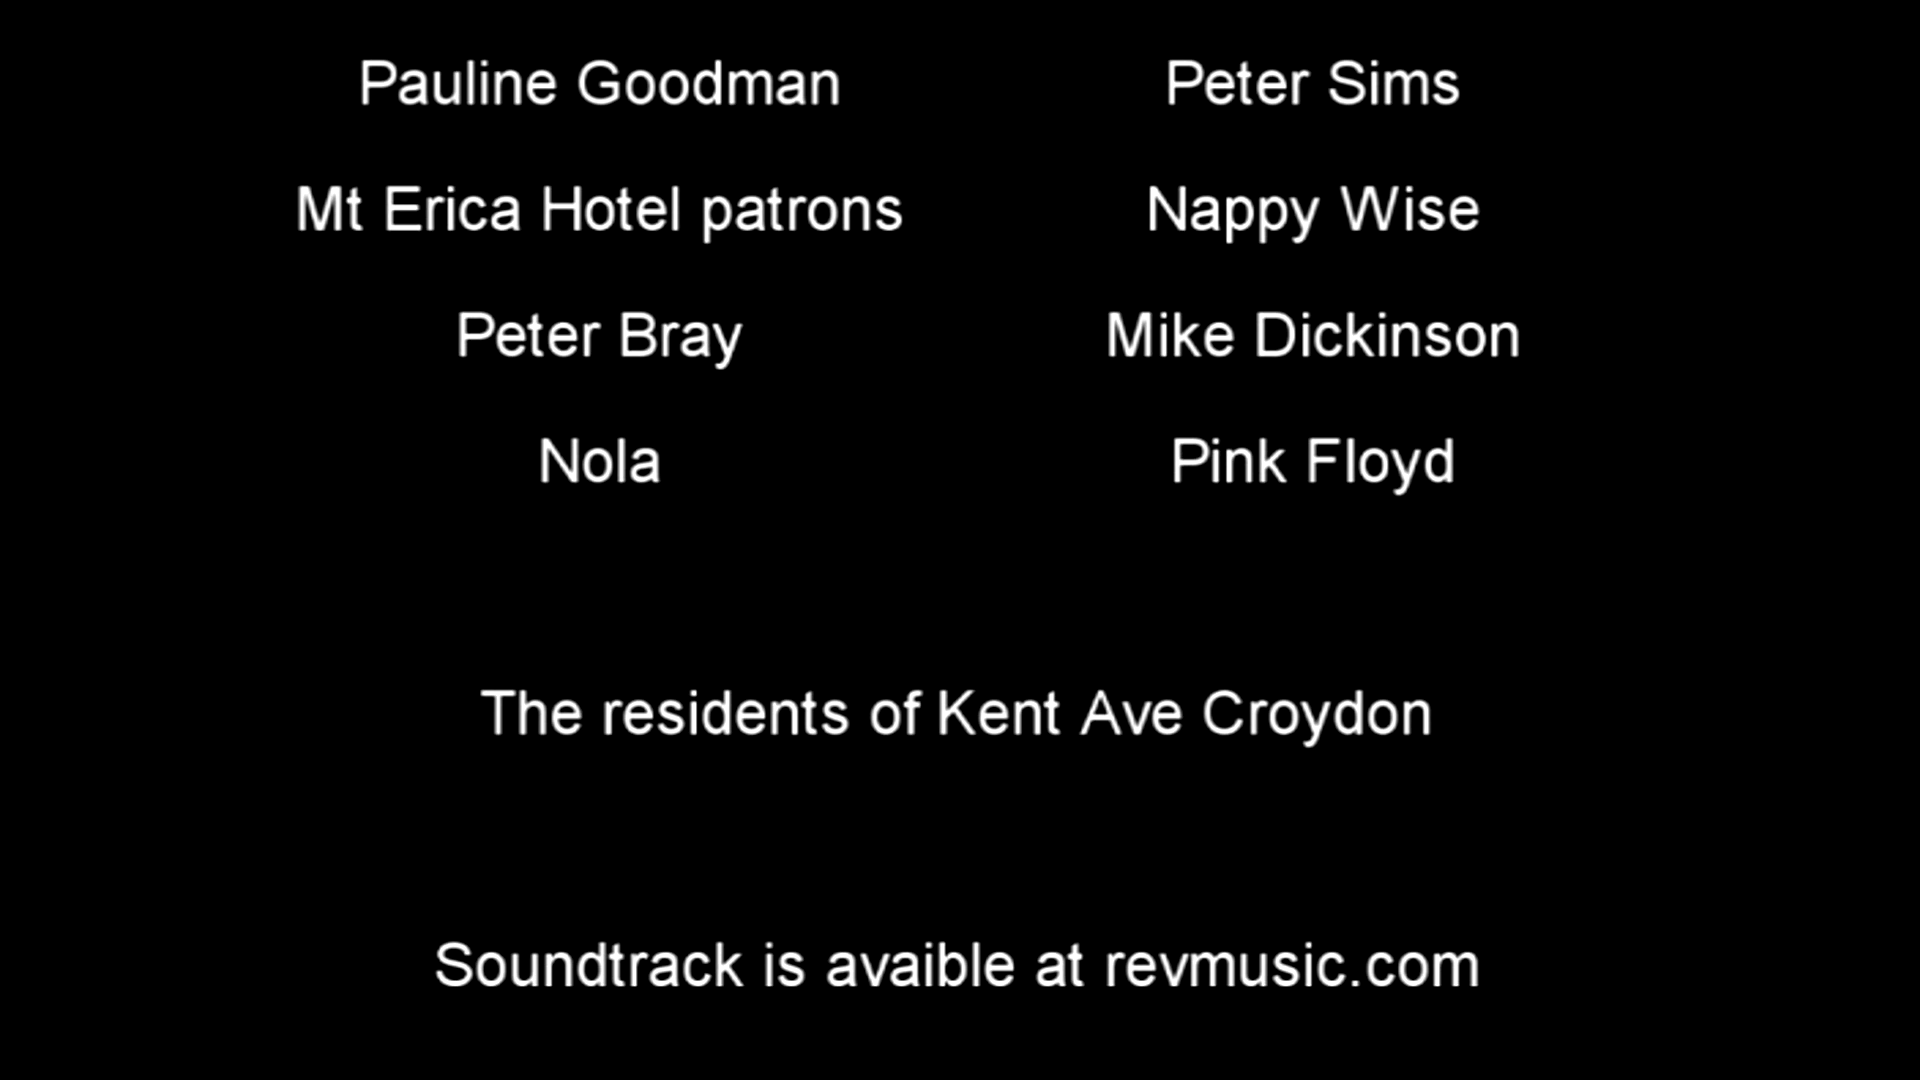 Pauline Goodman Peter Sims
Mt Erica Hotel patrons Nappy Wise
Peter Bray Mike Dickinson
Nola Pink Floyd
The residents of Kent Ave Croydon
Soundtrack is avaible at revmusic.com